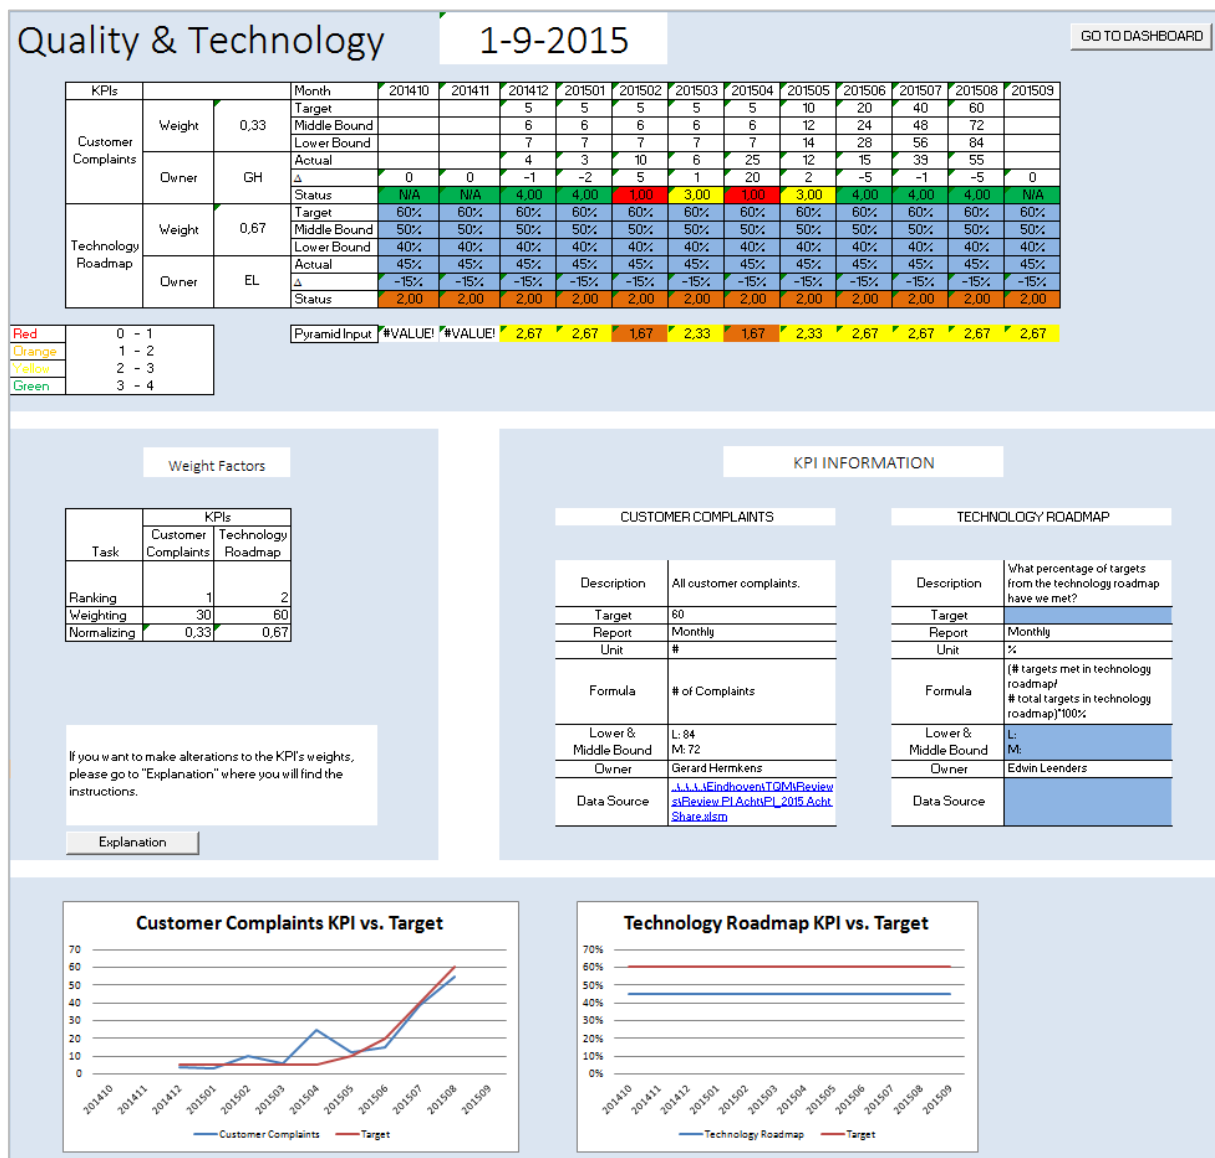 Quality & Technology
1-9-2015
GO TO DASHBOARD
KPIs Month 201410 201411 201412 201501 201502 201503 201504 201505 201506 201507 201508 201509
Customer Complaints Weight 0,33 Target 5 5 5 5 5 10 20 40 60
Middle Bound 6 6 6 6 6 12 24 48 72
Lower Bound 7 7 7 7 7 14 28 56 84
Owner GH Actual 4 3 10 6 25 12 15 39 55
Δ 0 0 -1 -2 5 1 20 2 -5 -1 -5 0
Status N/A N/A 4,00 4,00 1,00 3,00 1,00 3,00 4,00 4,00 4,00 N/A
Technology Roadmap Weight 0,67 Target 60% 60% 60% 60% 60% 60% 60% 60% 60% 60% 60% 60%
Middle Bound 50% 50% 50% 50% 50% 50% 50% 50% 50% 50% 50% 50%
Lower Bound 40% 40% 40% 40% 40% 40% 40% 40% 40% 40% 40% 40%
Owner EL Actual 45% 45% 45% 45% 45% 45% 45% 45% 45% 45% 45% 45%
Δ -15% -15% -15% -15% -15% -15% -15% -15% -15% -15% -15% -15%
Status 2,00 2,00 2,00 2,00 2,00 2,00 2,00 2,00 2,00 2,00 2,00 2,00
Pyramid Input #VALUE! #VALUE! 2,67 2,67 1,67 2,33 1,67 2,33 2,67 2,67 2,67 2,67
Red 0 - 1
Orange 1 - 2
Yellow 2 - 3
Green 3 - 4
Weight Factors
KPIs
Task Customer Complaints Technology Roadmap
Ranking 1 2
Weighting 30 60
Normalizing 0,33 0,67
If you want to make alterations to the KPI's weights,
please go to "Explanation" where you will find the
instructions.
Explanation
KPI INFORMATION
CUSTOMER COMPLAINTS
Description All customer complaints.
Target 60
Report Monthly
Unit #
Formula # of Complaints
Lower & Middle Bound L: 84
M: 72
Owner Gerard Hermkens
Data Source ..\..\..\..\Eindhoven\TQM\Review
s\Review PI Acht\PI_2015 Acht
Share.xlsm
TECHNOLOGY ROADMAP
Description What percentage of targets
from the technology roadmap
have we met?
Target
Report Monthly
Unit %
Formula (# targets met in technology
roadmap/
# total targets in technology
roadmap)*100%
Lower & Middle Bound L:
M:
Owner Edwin Leenders
Data Source
Customer Complaints KPI vs. Target
70
60
50
40
30
20
10
0
201410 201411 201412 201501 201502 201503 201504 201505 201506 201507 201508 201509
Customer Complaints Target
Technology Roadmap KPI vs. Target
70%
60%
50%
40%
30%
20%
10%
0%
201410 201411 201412 201501 201502 201503 201504 201505 201506 201507 201508 201509
Technology Roadmap Target